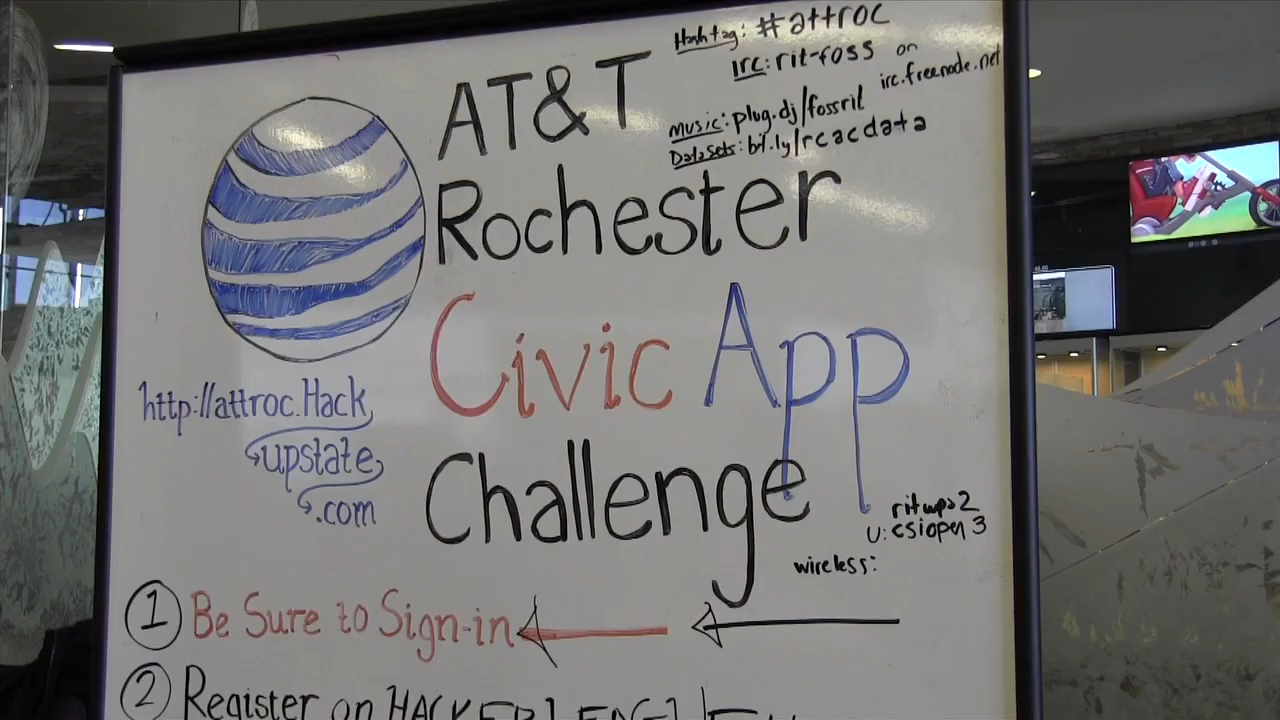 Hashtag: #attroc
irc: rit-foss on
irc.freenode.net
music: plug.dj/fossrit
Datasets: bit.ly/rcacdata
AT&T
Rochester
Civic App
Challenge
http://attroc.Hack
upstate
.com
ritwpa2
U: csiopen3
wireless:
1 Be Sure to Sign-in
2 Register on